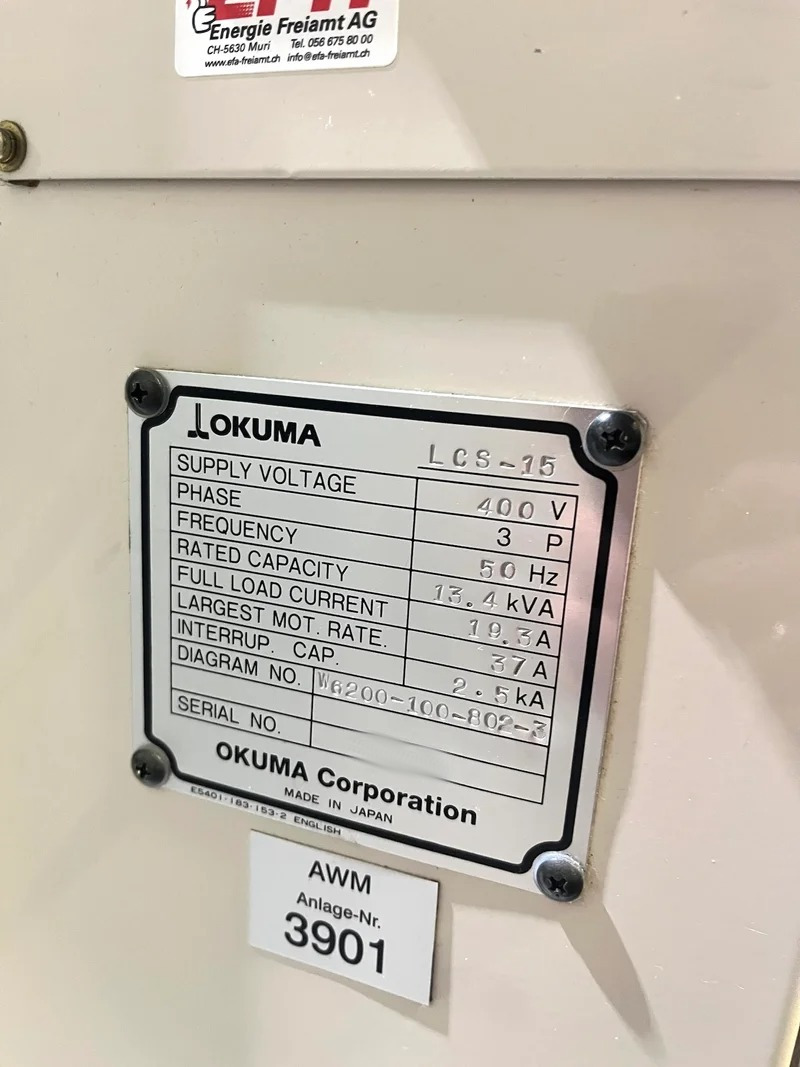 Energie Freiamt AG
CH-5630 Muri Tel. 056 675 80 00
www.efa-freiamt.ch info@efa-freiamt.ch
OKUMA
LCS-15
SUPPLY VOLTAGE 400 V
PHASE 3 P
FREQUENCY 50 Hz
RATED CAPACITY 13.4 kVA
FULL LOAD CURRENT 19.3 A
LARGEST MOT. RATE. 37 A
INTERRUP. CAP. 2.5 kA
DIAGRAM NO. W6200-100-802-3
SERIAL NO.
OKUMA Corporation
MADE IN JAPAN
E5401-183-153-2 ENGLISH
AWM
Anlage-Nr.
3901